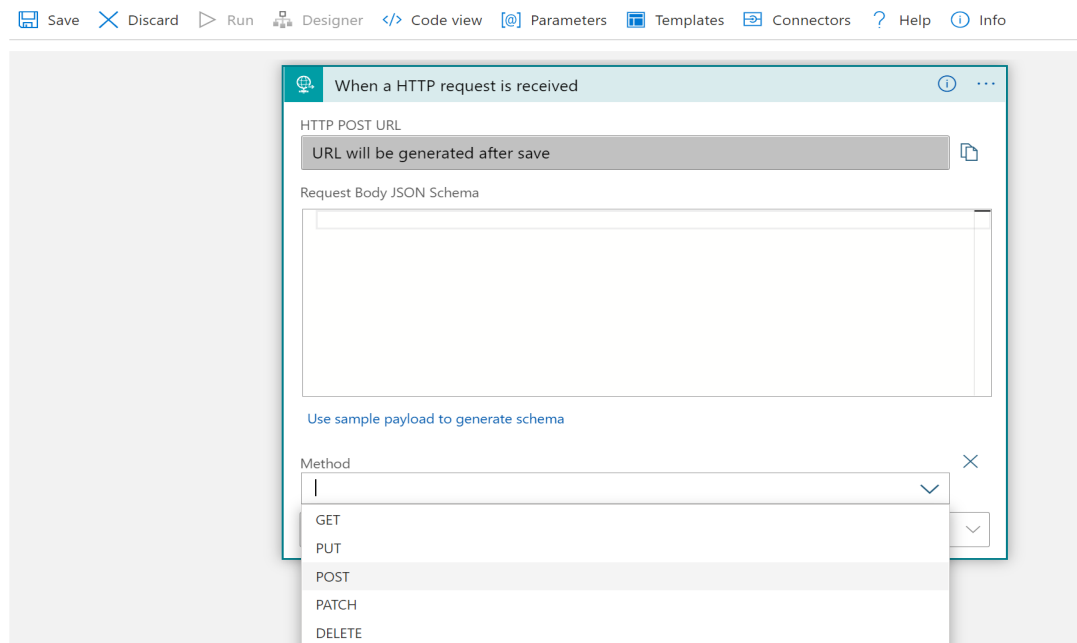 Save Discard Run Designer </> Code view [@] Parameters Templates Connectors ? Help Info
When a HTTP request is received
HTTP POST URL
URL will be generated after save
Request Body JSON Schema
Use sample payload to generate schema
Method
GET
PUT
POST
PATCH
DELETE